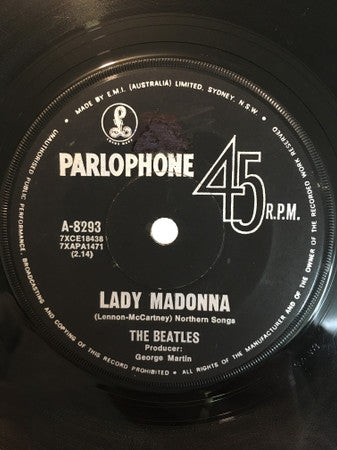 MADE BY E.M.I. (AUSTRALIA) LIMITED, SYDNEY, N.S.W. •
ALL RIGHTS OF THE MANUFACTURER AND OF THE OWNER OF THE RECORDED WORK RESERVED
UNAUTHORISED PUBLIC PERFORMANCE, BROADCASTING AND COPYING OF THIS RECORD PROHIBITED •
£
TRADE MARK
PARLOPHONE
45 R.P.M.
A-8293
7XCE18438
7XAPA1471
(2.14)
LADY MADONNA
(Lennon-McCartney) Northern Songs
THE BEATLES
Producer:
George Martin